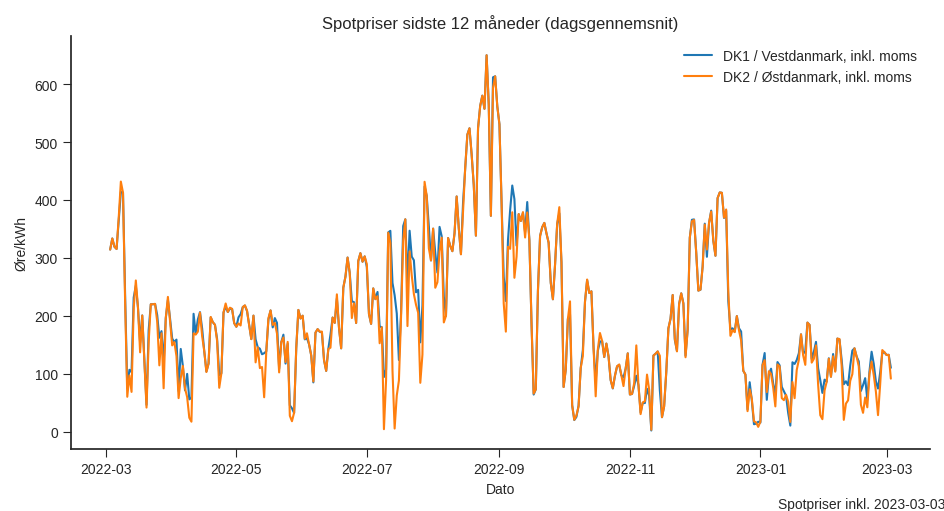 Spotpriser sidste 12 måneder (dagsgennemsnit)
DK1 / Vestdanmark, inkl. moms
DK2 / Østdanmark, inkl. moms
Øre/kWh
600
500
400
300
200
100
0
2022-03 2022-05 2022-07 2022-09 2022-11 2023-01 2023-03
Dato
Spotpriser inkl. 2023-03-03